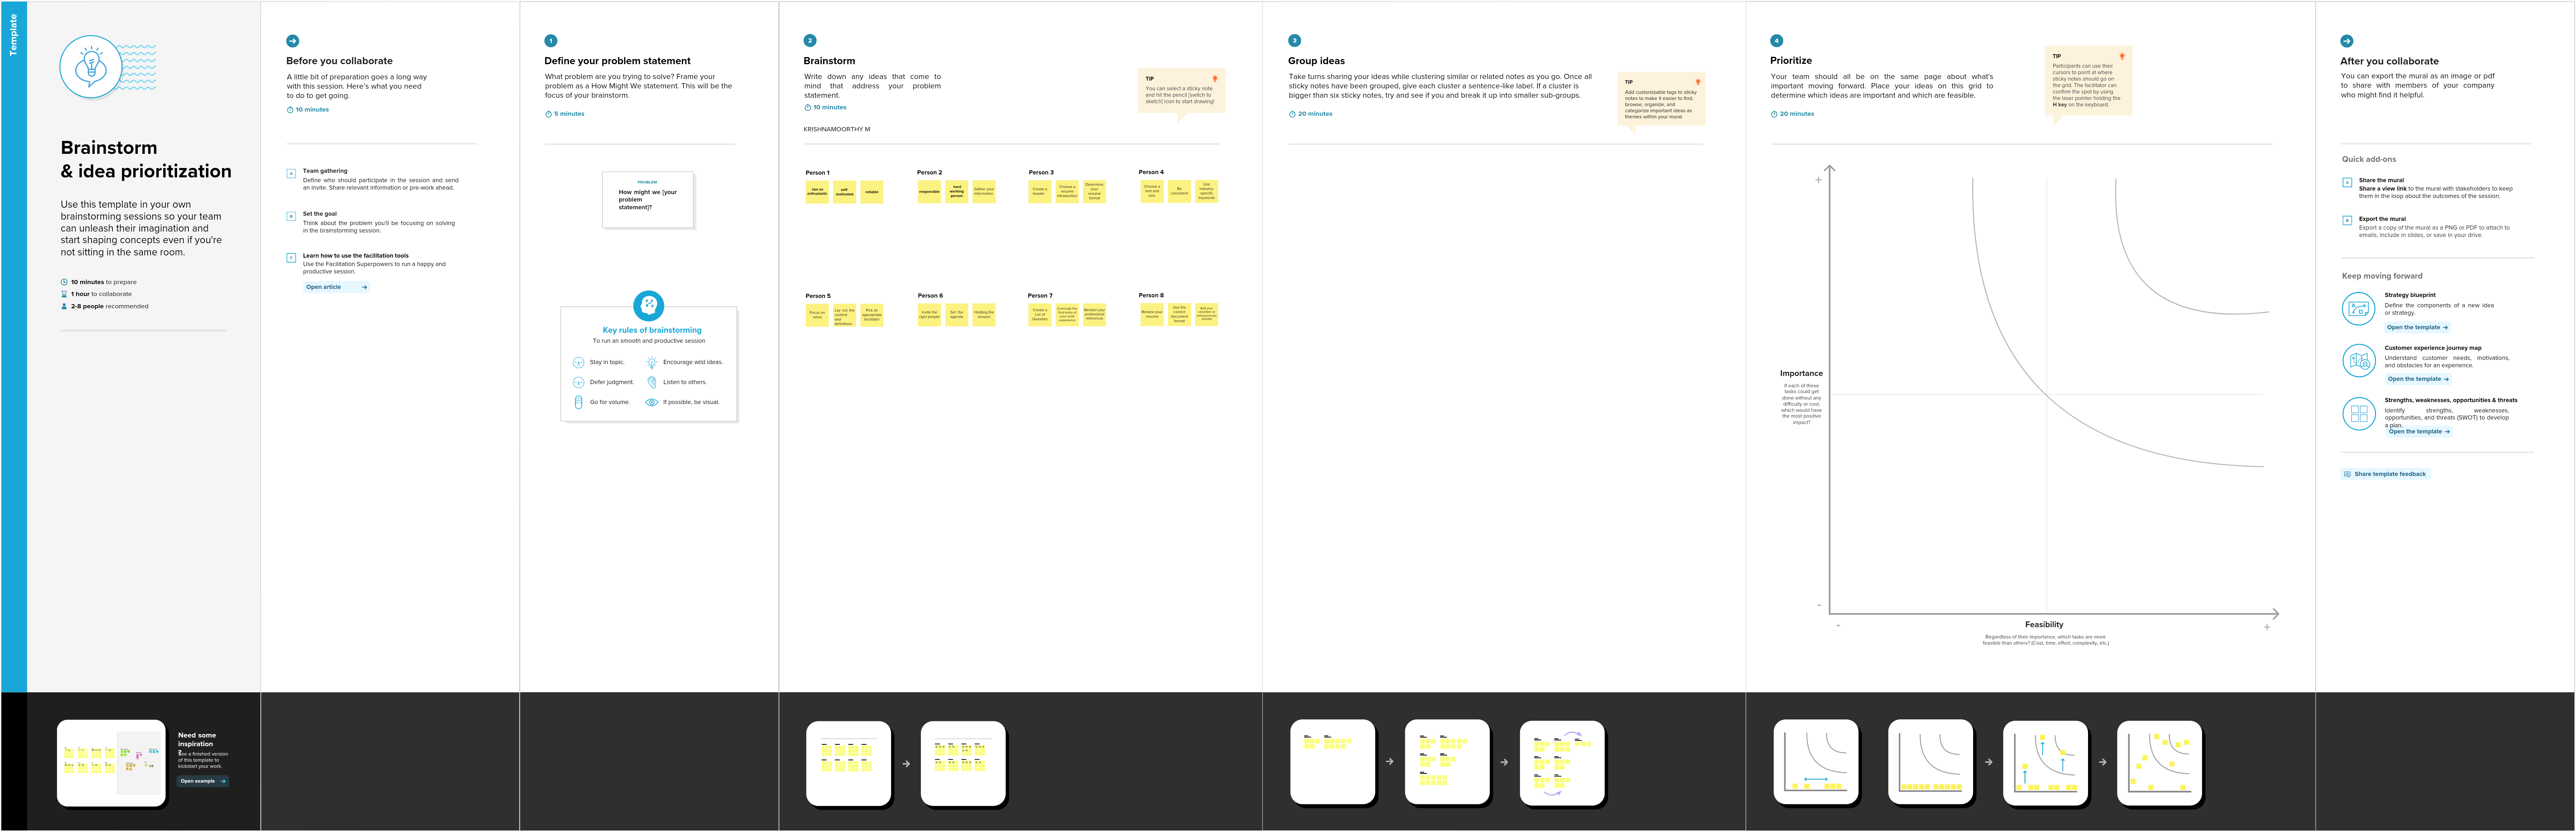 Template
Brainstorm
& idea prioritization
Use this template in your own
brainstorming sessions so your team
can unleash their imagination and
start shaping concepts even if you're
not sitting in the same room.
10 minutes to prepare
1 hour to collaborate
2-8 people recommended
Need some
inspiration
See a finished version
of this template to
kickstart your work.
Open example
Before you collaborate
A little bit of preparation goes a long way
with this session. Here's what you need
to do to get going.
10 minutes
A
Team gathering
Define who should participate in the session and send
an invite. Share relevant information or pre-work ahead.
B
Set the goal
Think about the problem you'll be focusing on solving
in the brainstorming session.
C
Learn how to use the facilitation tools
Use the Facilitation Superpowers to run a happy and
productive session.
Open article
1
Define your problem statement
What problem are you trying to solve? Frame your
problem as a How Might We statement. This will be the
focus of your brainstorm.
5 minutes
PROBLEM
How might we [your
problem
statement]?
Key rules of brainstorming
To run an smooth and productive session
Stay in topic.
Encourage wild ideas.
Defer judgment.
Listen to others.
Go for volume.
If possible, be visual.
2
Brainstorm
Write down any ideas that come to
mind that address your problem
statement.
10 minutes
KRISHNAMOORTHY M
TIP
You can select a sticky note
and hit the pencil [switch to
sketch] icon to start drawing!
Person 1
Iam an
enthusiastic
self
motivated
reliable
Person 2
responsible
hard
working
person
Gather your
information
Person 3
Create a
header
Choose a
resume
introduction
Determine
your
resume
format
Person 4
Choose a
font and
size
Be
consistent
Use
industry
specific
keywords
Person 5
Focus on
value
Lay out the
context
and
definitions
Pick an
appropriate
facilitator
Person 6
Invite the
right people
Set the
agenda
Holding the
session
Person 7
Create a
List of
Question
work
experience
Mention your
professional
references
Person 8
Review your
resume
Use the
correct
document
format
3
Group ideas
Take turns sharing your ideas while clustering similar or related notes as you go. Once all
sticky notes have been grouped, give each cluster a sentence-like label. If a cluster is
bigger than six sticky notes, try and see if you and break it up into smaller sub-groups.
20 minutes
TIP
Add customizable tags to sticky
notes to make it easier to find,
browse, organize, and
categorize important ideas as
themes within your mural.
4
Prioritize
Your team should all be on the same page about what's
important moving forward. Place your ideas on this grid to
determine which ideas are important and which are feasible.
20 minutes
TIP
Participants can use their
cursors to point at where
sticky notes should go on
the grid. The facilitator can
confirm the spot by using
the laser pointer holding the
H key on the keyboard.
+
Importance
If each of these
tasks could get
done without any
difficulty or cost,
which would have
the most positive
impact?
-
-
Feasibility
+
Regardless of their importance, which tasks are more
feasible than others? (Cost, time, effort, complexity, etc.)
After you collaborate
You can export the mural as an image or pdf
to share with members of your company
who might find it helpful.
Quick add-ons
A
Share the mural
Share a view link to the mural with stakeholders to keep
them in the loop about the outcomes of the session.
B
Export the mural
Export a copy of the mural as a PNG or PDF to attach to
emails, include in slides, or save in your drive.
Keep moving forward
Strategy blueprint
Define the components of a new idea
or strategy.
Open the template
Customer experience journey map
Understand customer needs, motivations,
and obstacles for an experience.
Open the template
Strengths, weaknesses, opportunities & threats
Identify strengths, weaknesses,
opportunities, and threats (SWOT) to develop
a plan.
Open the template
Share template feedback